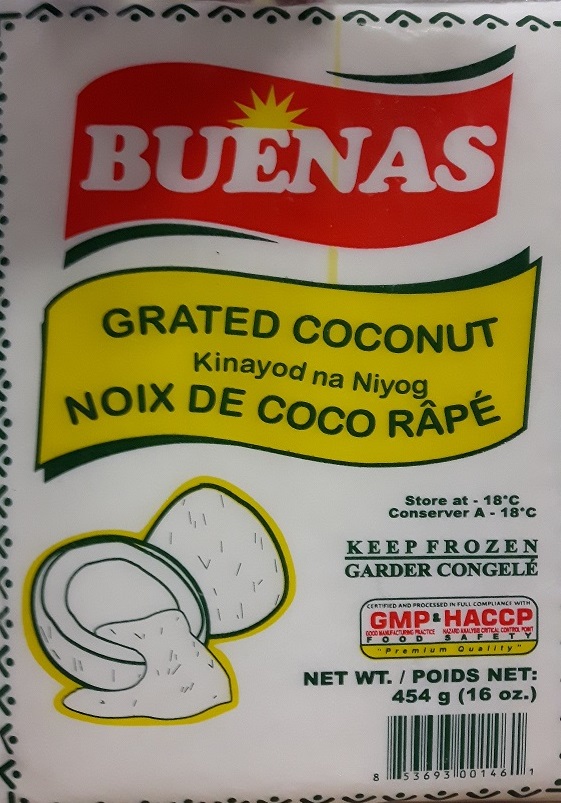 BUENAS
GRATED COCONUT
Kinayod na Niyog
NOIX DE COCO RÂPÉ
Store at - 18°C
Conserver A - 18°C
KEEP FROZEN
GARDER CONGELÉ
CERTIFIED AND PROCESSED IN FULL COMPLIANCE WITH
GMP & HACCP
GOOD MANUFACTURING PRACTICE HAZARD ANALYSIS CRITICAL CONTROL POINT
FOOD SAFETY
"Premium Quality"
NET WT. / POIDS NET:
454 g (16 oz.)
8 53693 00146 1